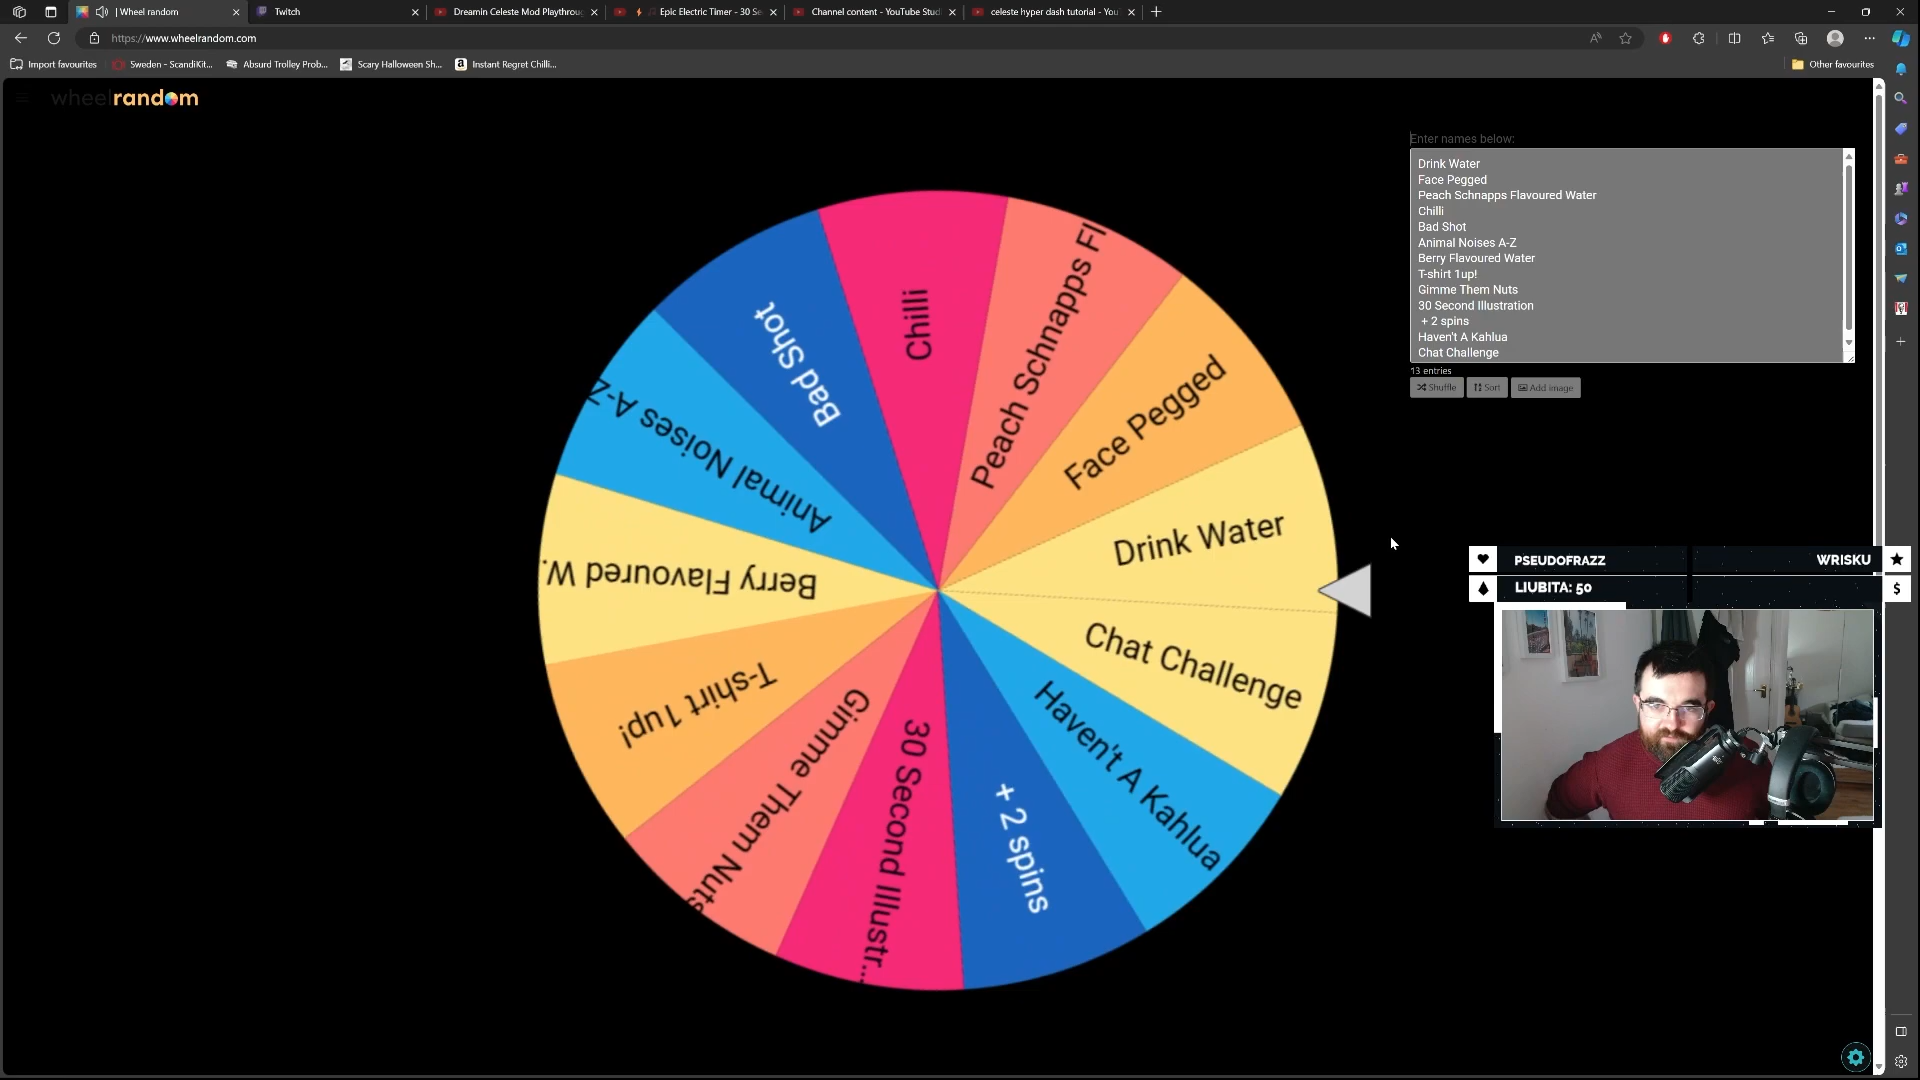 Wheel random
Twitch
Dreamin Celeste Mod Playthrou
Epic Electric Timer - 30 Se
Channel content - YouTube Stud
celeste hyper dash tutorial - You
https://www.wheelrandom.com
Import favourites
Sweden - ScandiKit...
Absurd Trolley Prob...
Scary Halloween Sh...
Instant Regret Chilli...
Other favourites
wheelrandom
Enter names below:
Drink Water
Face Pegged
Peach Schnapps Flavoured Water
Chilli
Bad Shot
Animal Noises A-Z
Berry Flavoured Water
T-shirt 1up!
Gimme Them Nuts
30 Second Illustration
+ 2 spins
Haven't A Kahlua
Chat Challenge
13 entries
Shuffle
Sort
Add image
Chilli
Peach Schnapps Fl
Face Pegged
Drink Water
Chat Challenge
Haven't A Kahlua
+ 2 spins
30 Second Illustr...
Gimme Them Nuts
T-shirt 1up!
Berry Flavoured W.
Animal Noises A-Z
Bad Shot
PSEUDOFRAZZ
WRISKU
LIUBITA: 50
$